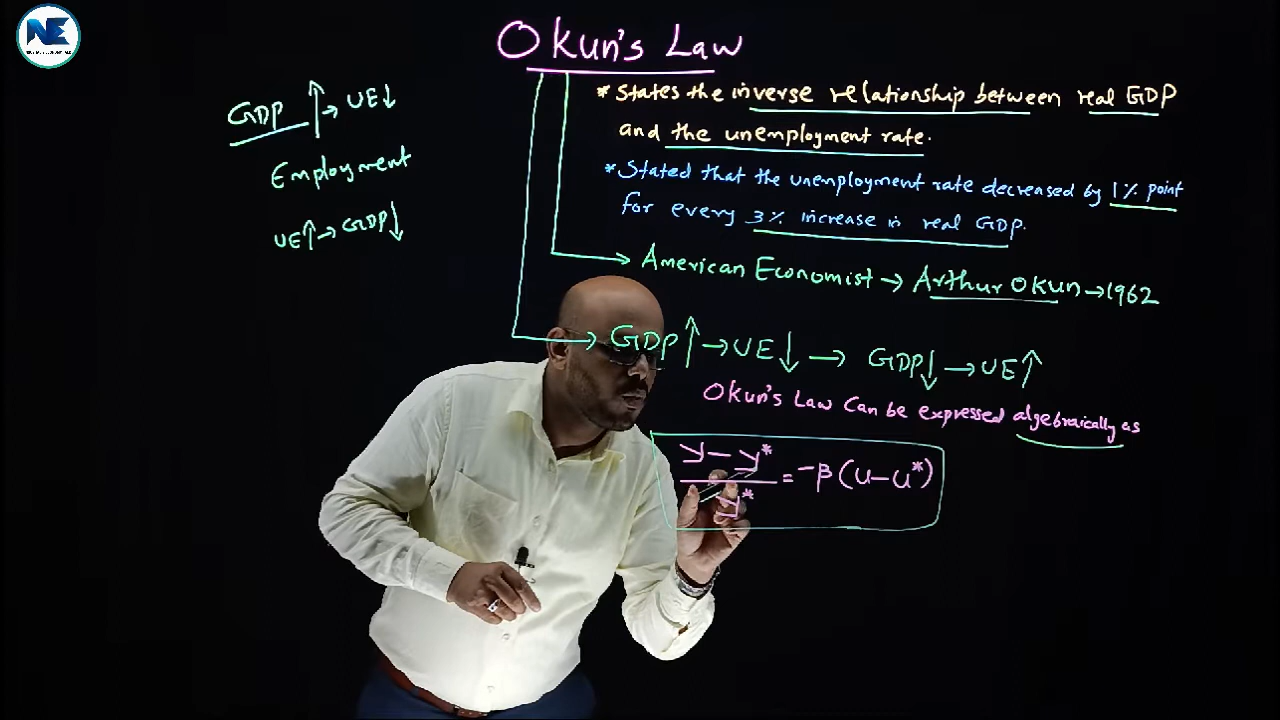 NE
Okun's Law
GDP ↑ → UE↓
Employment
UE↑ → GDP↓
* States the inverse relationship between real GDP
and the unemployment rate.
* Stated that the unemployment rate decreased by 1% point
for every 3% increase in real GDP.
American Economist → Arthur Okun → 1962
GDP ↑ → UE ↓ → GDP↓ → UE↑
Okun's Law Can be expressed algebraically as
y - y* / y* = -β (u - u*)